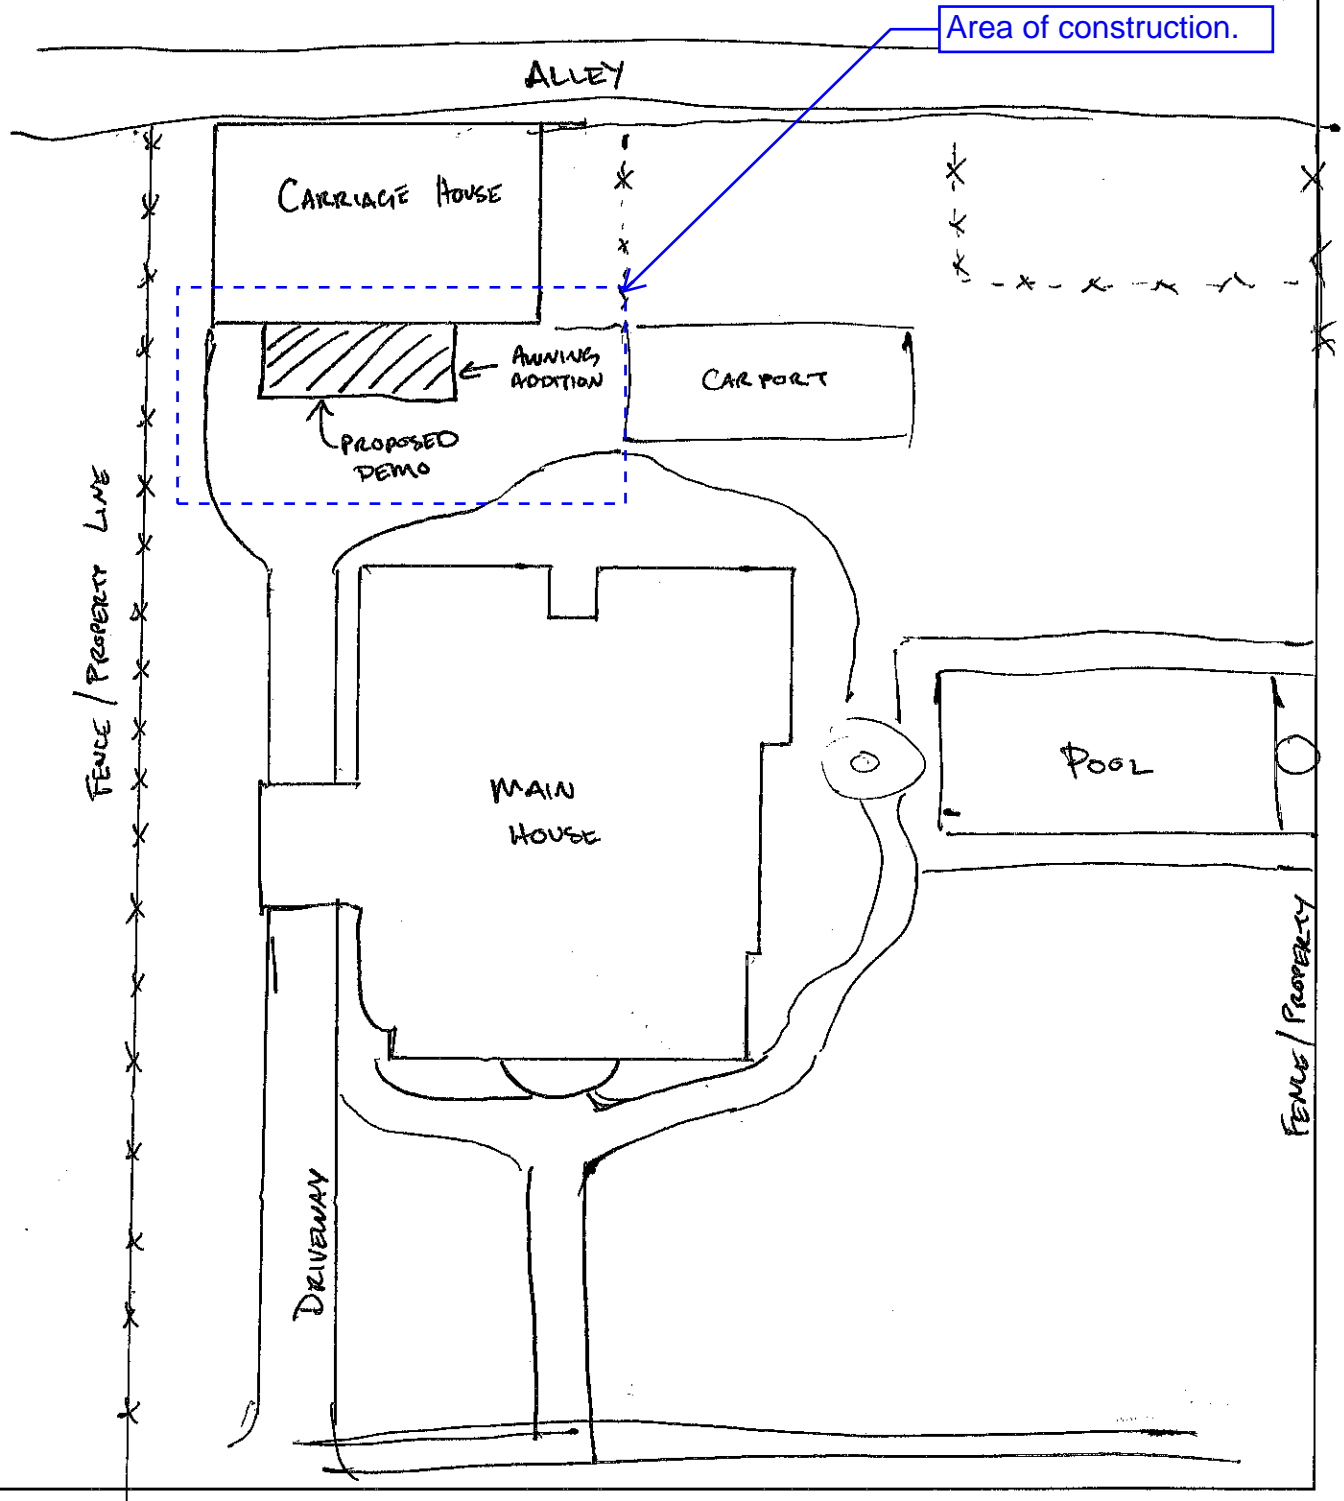 Area of construction.
ALLEY
CARRIAGE HOUSE
AWNING
ADDITION
CARPORT
PROPOSED
DEMO
FENCE / PROPERTY LINE
MAIN
HOUSE
POOL
FENCE / PROPERTY
DRIVEWAY